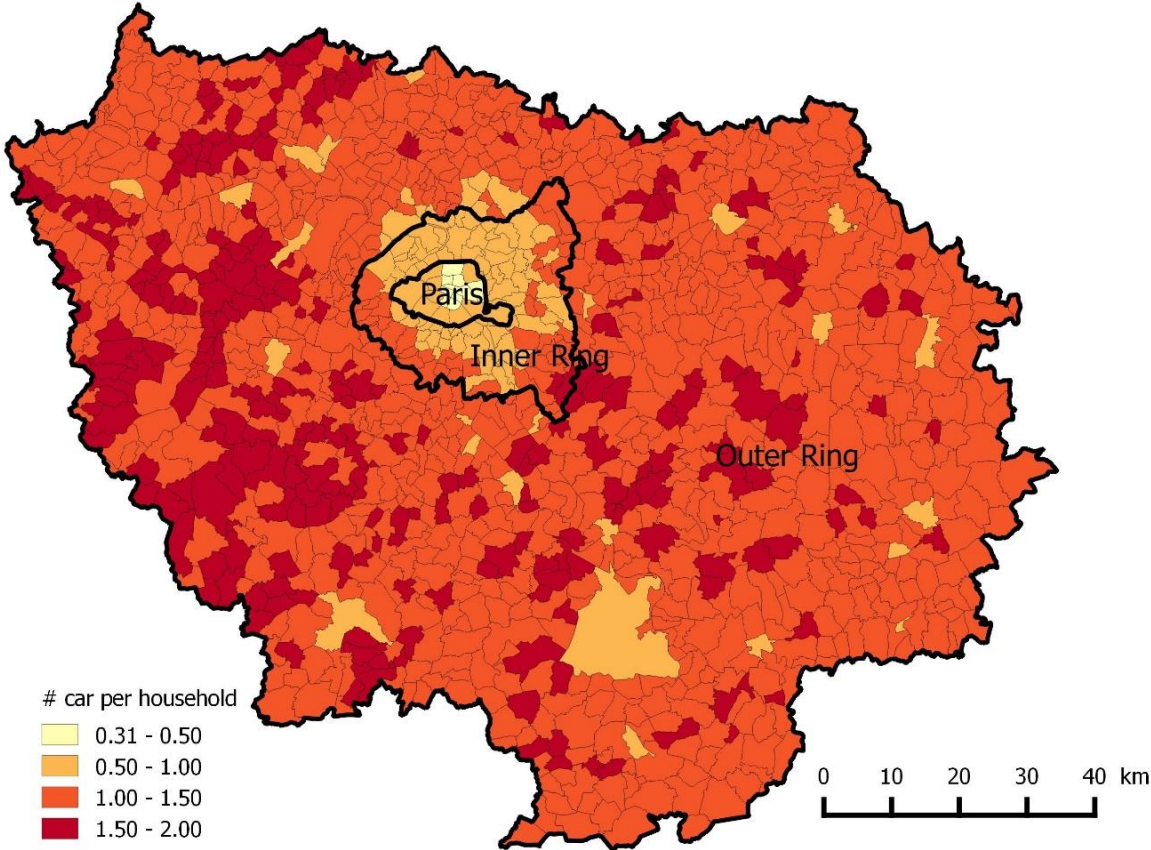 Paris
Inner Ring
Outer Ring
# car per household
0.31 - 0.50
0.50 - 1.00
1.00 - 1.50
1.50 - 2.00
0 10 20 30 40 km